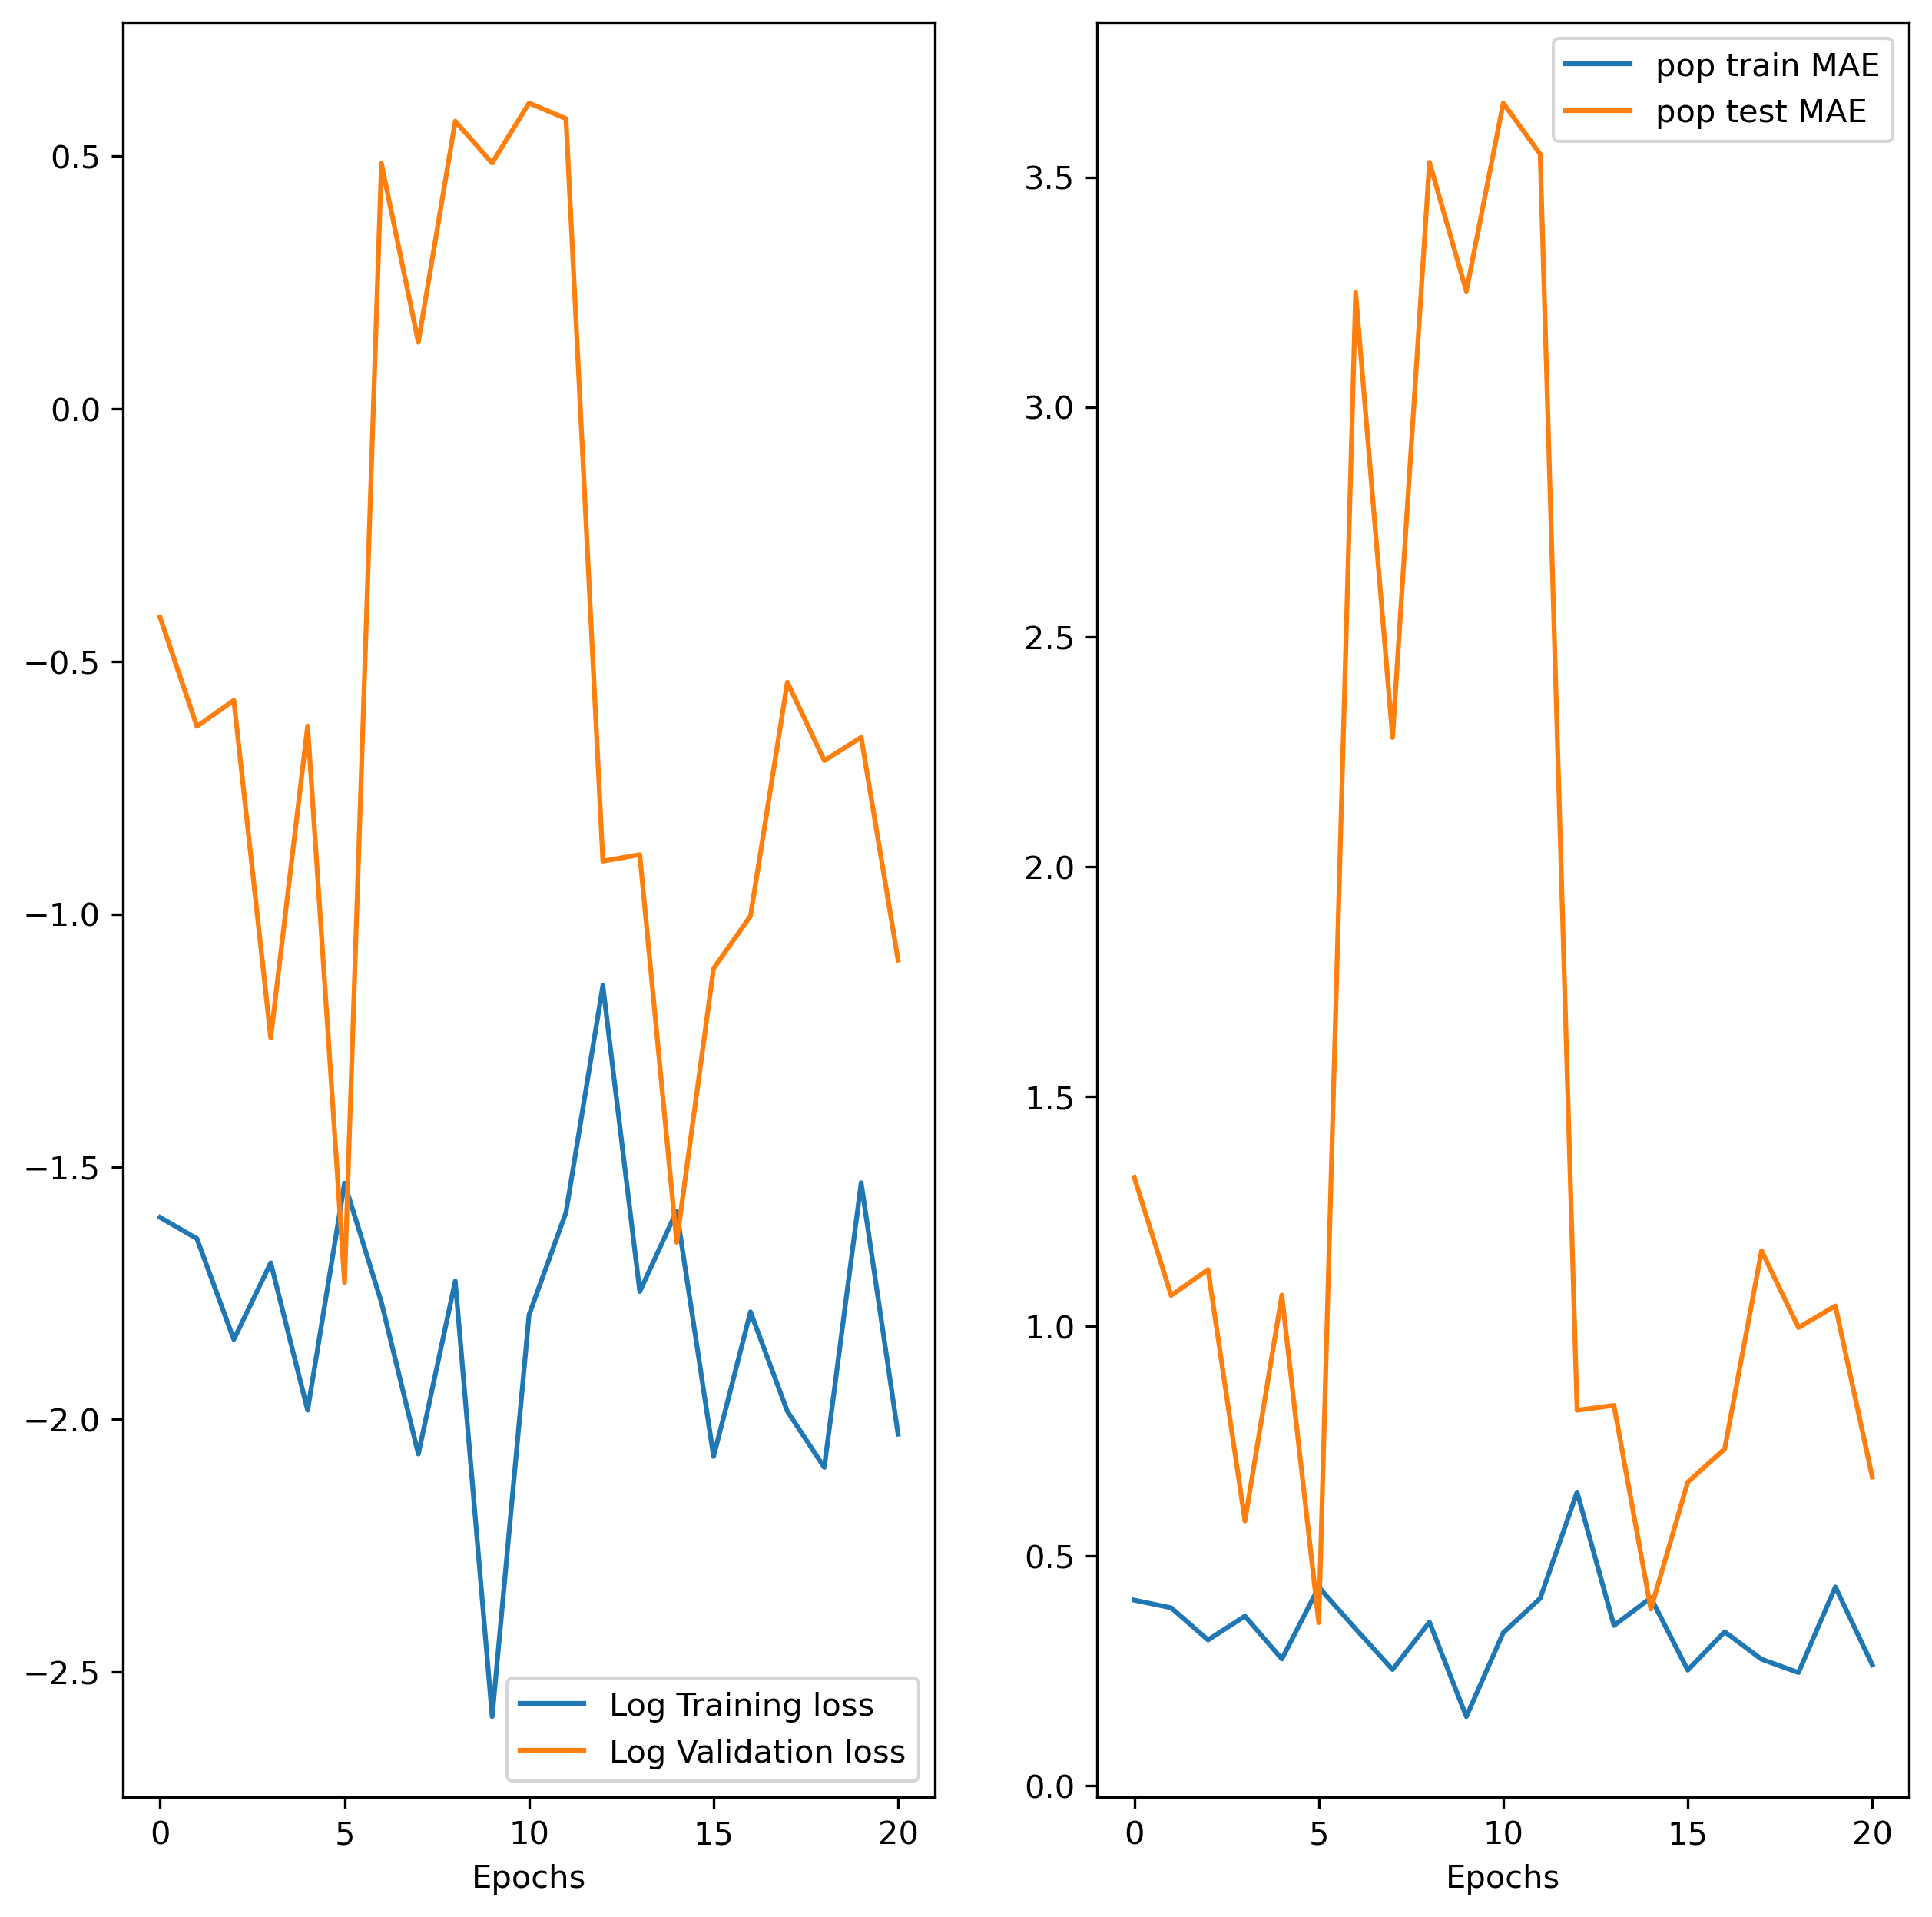 0.5
0.0
−0.5
−1.0
−1.5
−2.0
−2.5
0 5 10 15 20
Epochs
Log Training loss
Log Validation loss
3.5
3.0
2.5
2.0
1.5
1.0
0.5
0.0
0 5 10 15 20
Epochs
pop train MAE
pop test MAE